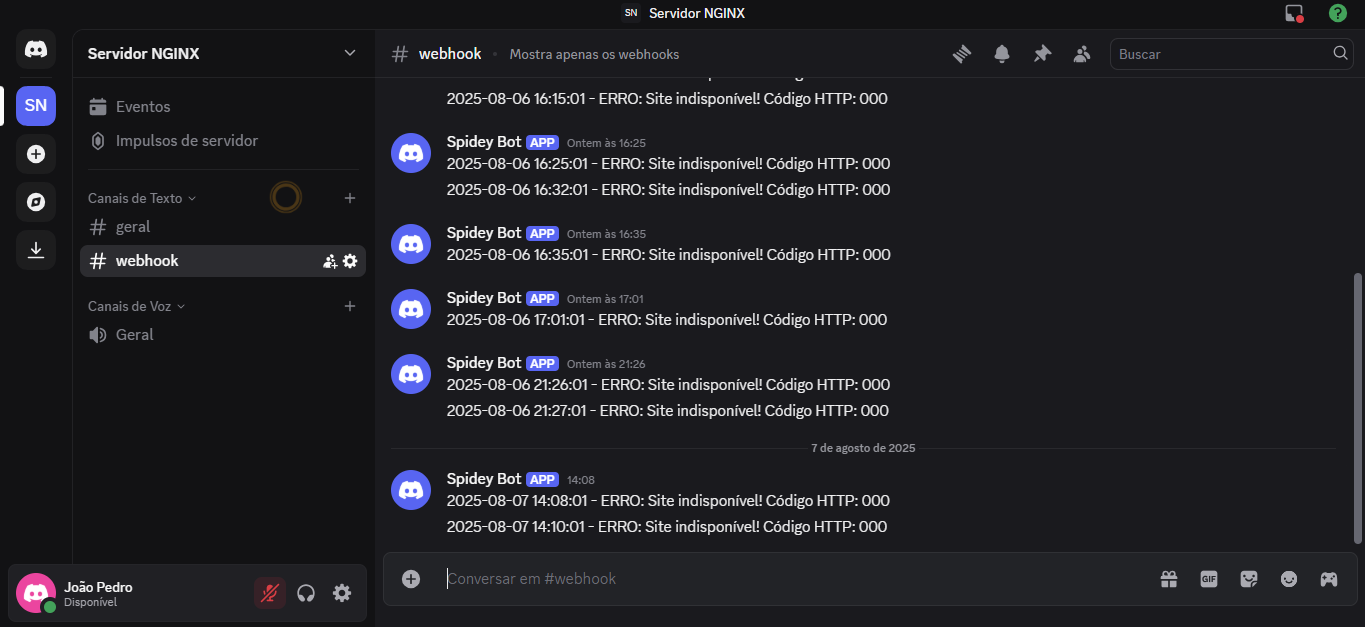 SN Servidor NGINX
SN
Servidor NGINX
Eventos
Impulsos de servidor
Canais de Texto
geral
webhook
Canais de Voz
Geral
João Pedro
Disponível
# webhook • Mostra apenas os webhooks
Buscar
2025-08-06 16:15:01 - ERRO: Site indisponível! Código HTTP: 000
Spidey Bot APP Ontem às 16:25
2025-08-06 16:25:01 - ERRO: Site indisponível! Código HTTP: 000
2025-08-06 16:32:01 - ERRO: Site indisponível! Código HTTP: 000
Spidey Bot APP Ontem às 16:35
2025-08-06 16:35:01 - ERRO: Site indisponível! Código HTTP: 000
Spidey Bot APP Ontem às 17:01
2025-08-06 17:01:01 - ERRO: Site indisponível! Código HTTP: 000
Spidey Bot APP Ontem às 21:26
2025-08-06 21:26:01 - ERRO: Site indisponível! Código HTTP: 000
2025-08-06 21:27:01 - ERRO: Site indisponível! Código HTTP: 000
7 de agosto de 2025
Spidey Bot APP 14:08
2025-08-07 14:08:01 - ERRO: Site indisponível! Código HTTP: 000
2025-08-07 14:10:01 - ERRO: Site indisponível! Código HTTP: 000
Conversar em #webhook
GIF